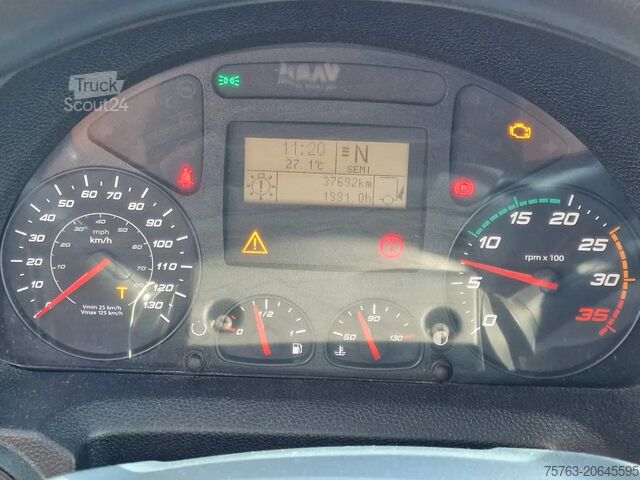 Truck
Scout24
11:20
27.1°C
N
SEMI
37692km
1991.0h
mph
km/h
0 10 20 30 40 50 60 70 80 90 100 110 120 130
Vmin 25 km/h
Vmax 125 km/h
T
0 1/2 1
50 90 130
rpm x 100
0 5 10 15 20 25 30 35
P
75763-20645595